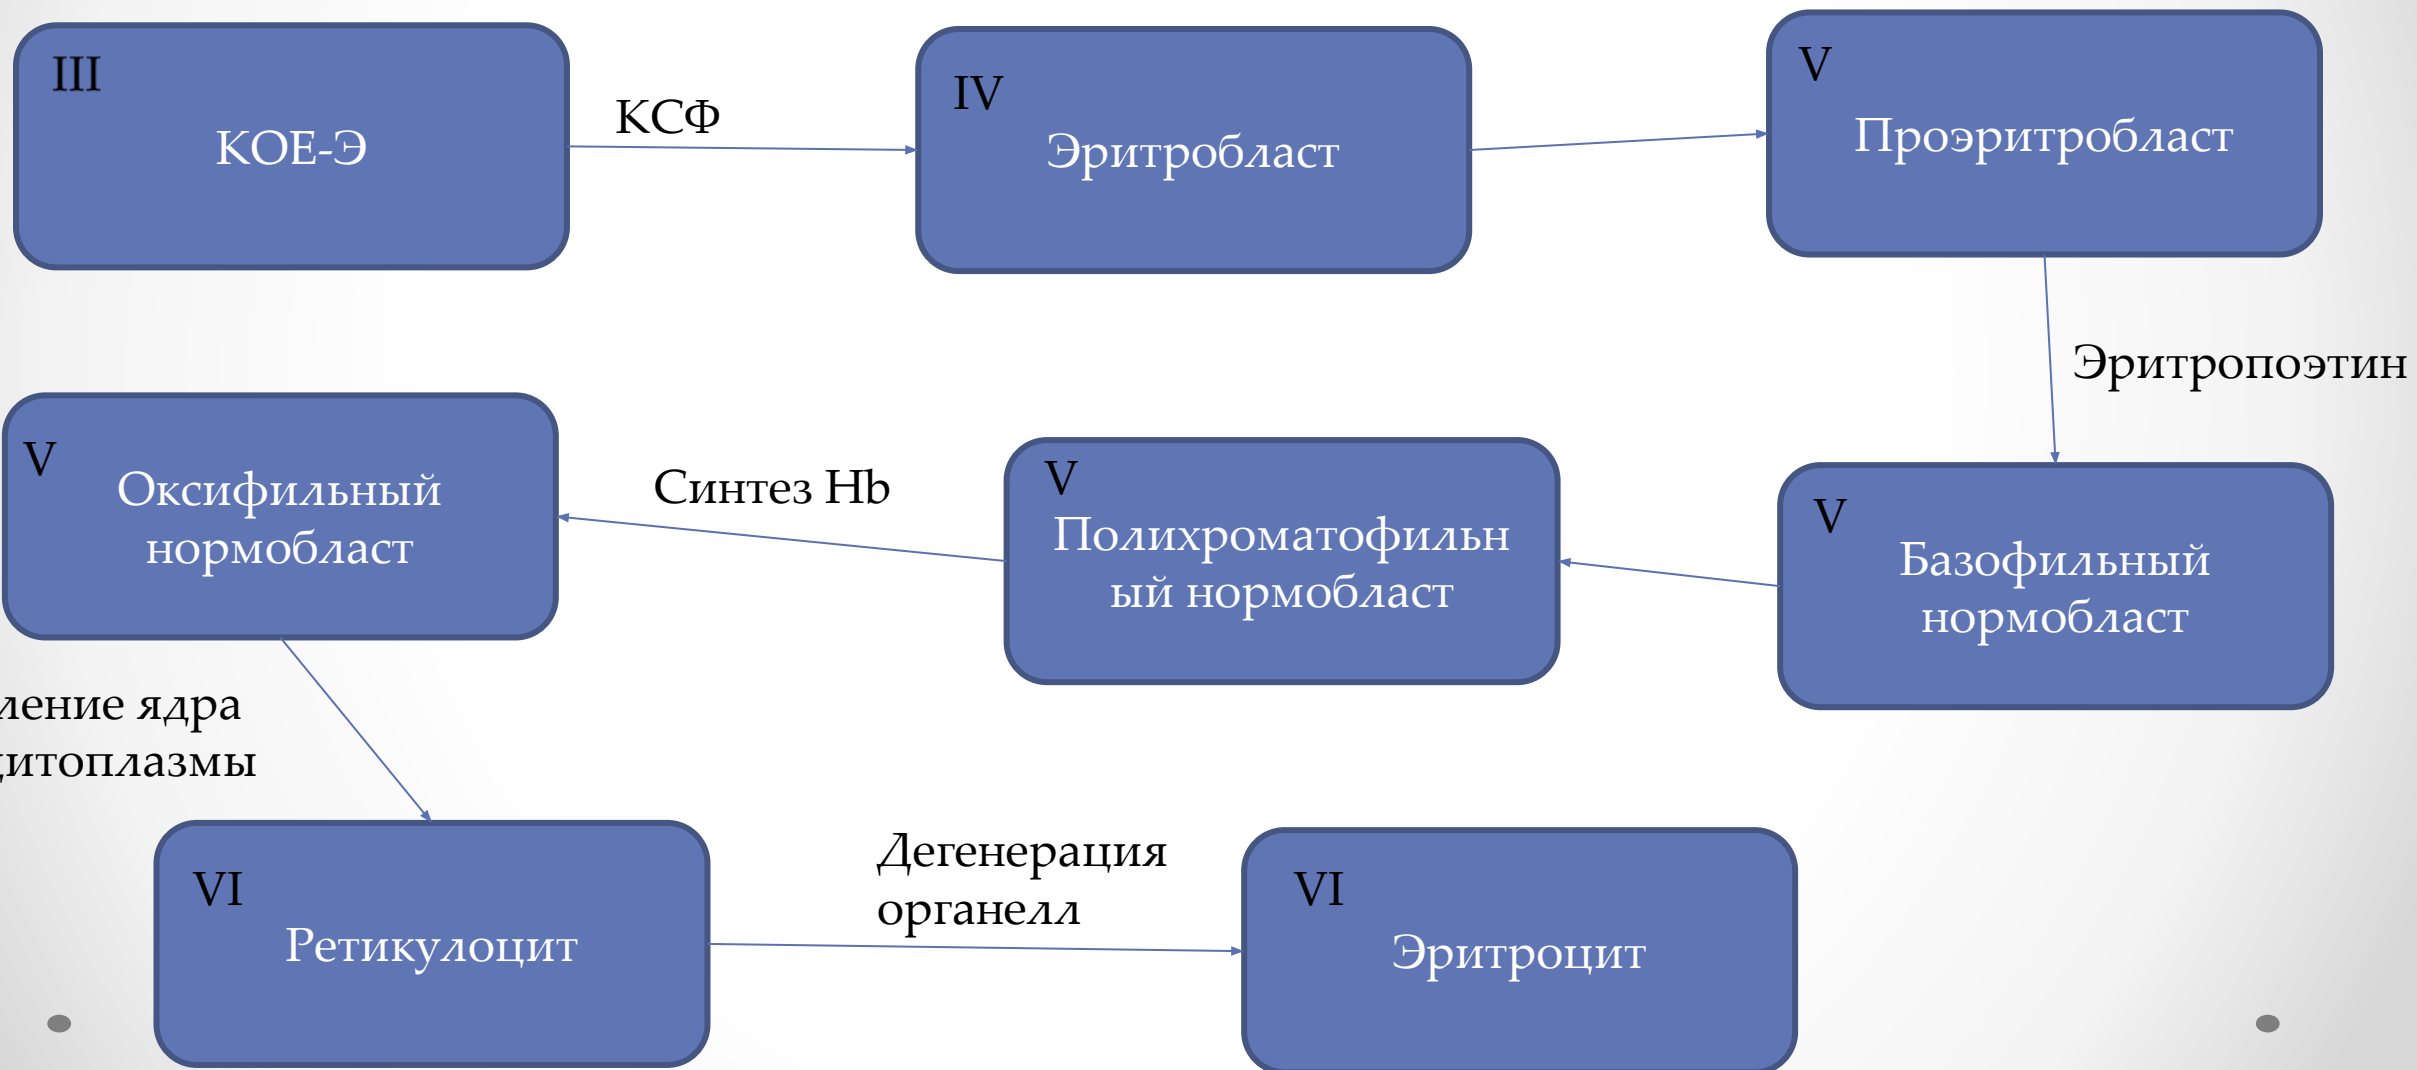 III
КОЕ-Э
КСФ
IV
Эритробласт
V
Проэритробласт
Эритропоэтин
V
Базофильный
нормобласт
V
Полихроматофильн
ый нормобласт
Синтез Hb
V
Оксифильный
нормобласт
ядра
цитоплазмы
VI
Ретикулоцит
Дегенерация
органелл
VI
Эритроцит